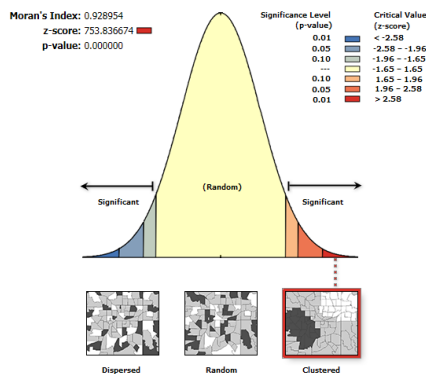 Moran's Index: 0.928954
z-score: 753.836674
p-value: 0.000000
Significance Level
(p-value)
Critical Value
(z-score)
0.01 < -2.58
0.05 -2.58 – -1.96
0.10 -1.96 – -1.65
--- -1.65 – 1.65
0.10 1.65 – 1.96
0.05 1.96 – 2.58
0.01 > 2.58
Significant
(Random)
Significant
Dispersed
Random
Clustered